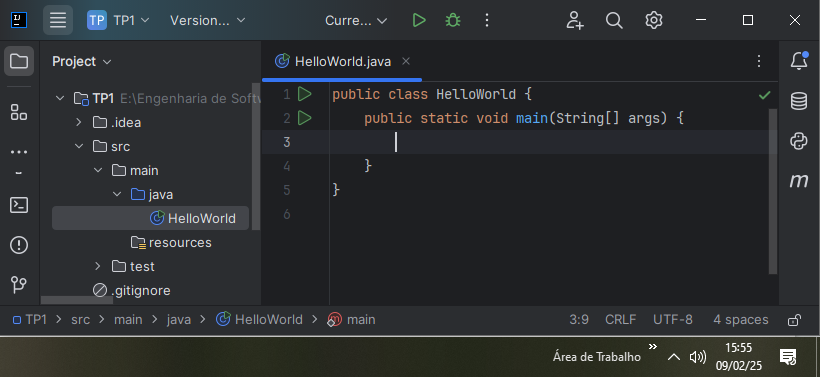 TP TP1 Version... Curre...
Project
HelloWorld.java
TP1 E:\Engenharia de Softw
.idea
src
main
java
HelloWorld
resources
test
.gitignore
1 public class HelloWorld {
2 public static void main(String[] args) {
3
4 }
5 }
6
m
TP1 > src > main > java > HelloWorld > main 3:9 CRLF UTF-8 4 spaces
Área de Trabalho
15:55
09/02/25